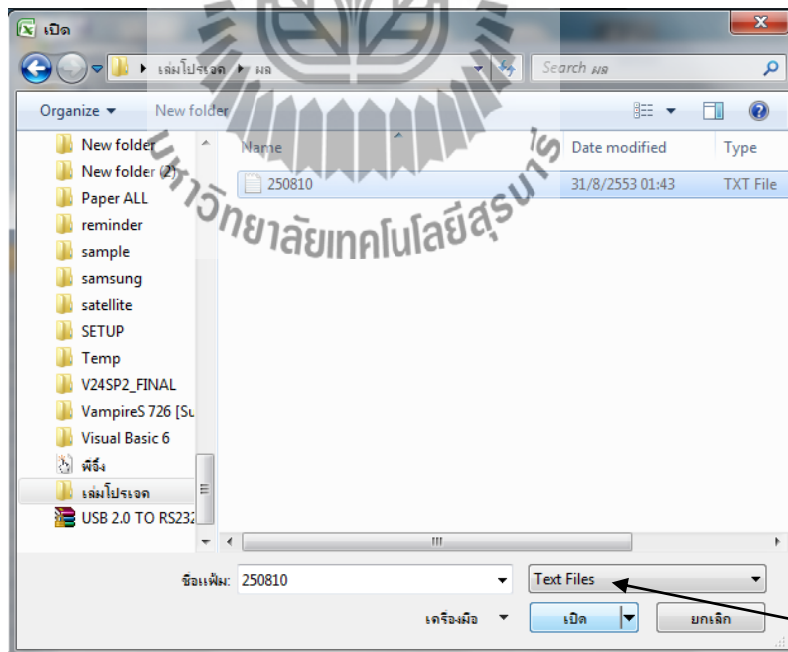 เปิด
เล่มโปรเจค ▸ ผล
Search ผล
Organize
New folder
New folder
New folder (2)
Paper ALL
reminder
sample
samsung
satellite
SETUP
Temp
V24SP2_FINAL
VampireS 726 [Su
Visual Basic 6
พี่จิ๋ง
เล่มโปรเจค
USB 2.0 TO RS232
Name
Date modified
Type
250810
31/8/2553 01:43
TXT File
มหาวิทยาลัยเทคโนโลยีสุรนารี
ชื่อแฟ้ม: 250810
Text Files
เครื่องมือ
เปิด
ยกเลิก